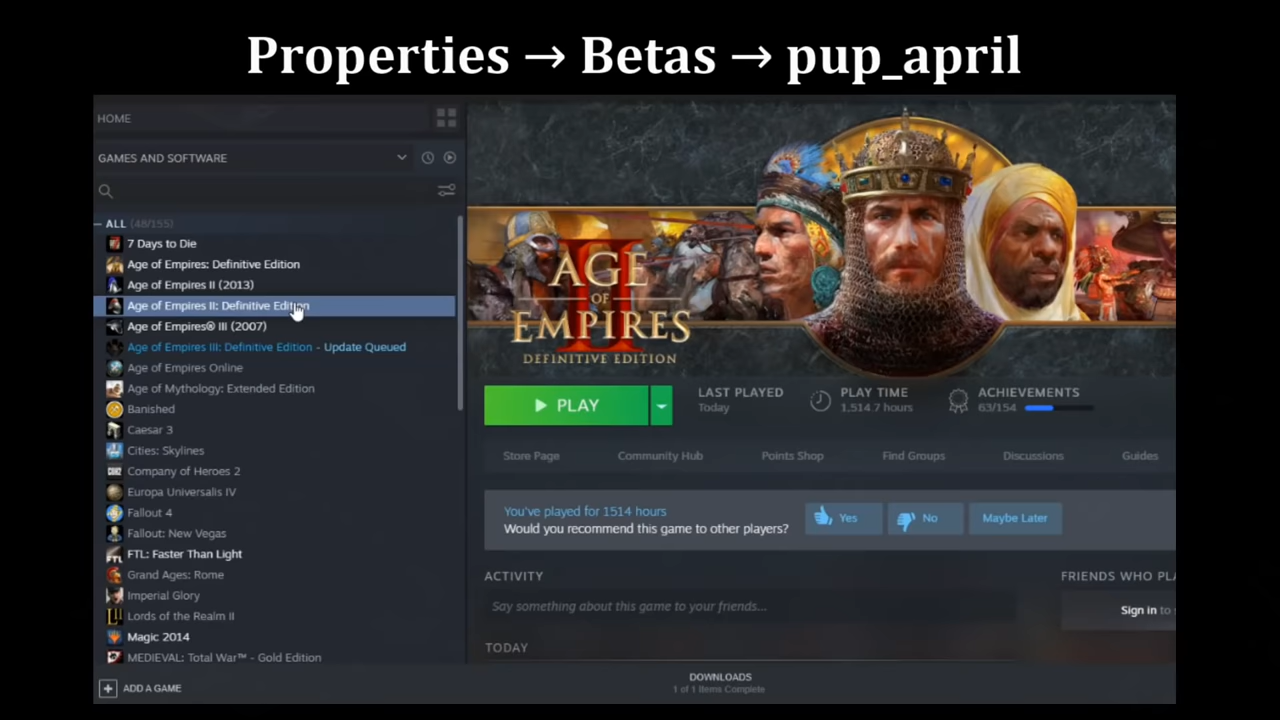 Properties → Betas → pup_april
HOME
GAMES AND SOFTWARE
ALL (48/155)
7 Days to Die
Age of Empires: Definitive Edition
Age of Empires II (2013)
Age of Empires II: Definitive Edition
Age of Empires® III (2007)
Age of Empires III: Definitive Edition - Update Queued
Age of Empires Online
Age of Mythology: Extended Edition
Banished
Caesar 3
Cities: Skylines
Company of Heroes 2
Europa Universalis IV
Fallout 4
Fallout: New Vegas
FTL: Faster Than Light
Grand Ages: Rome
Imperial Glory
Lords of the Realm II
Magic 2014
MEDIEVAL: Total War™ - Gold Edition
ADD A GAME
AGE
II
OF
EMPIRES
DEFINITIVE EDITION
PLAY
LAST PLAYED
Today
PLAY TIME
1,514.7 hours
ACHIEVEMENTS
63/154
Store Page Community Hub Points Shop Find Groups Discussions Guides
You've played for 1514 hours
Would you recommend this game to other players?
Yes No Maybe Later
ACTIVITY
FRIENDS WHO PLA
Say something about this game to your friends...
Sign in to
TODAY
DOWNLOADS
1 of 1 Items Complete